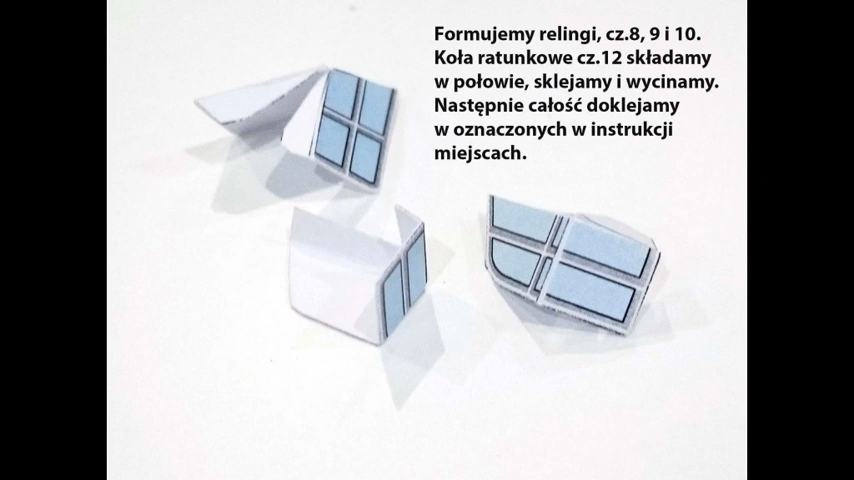 Formujemy relingi, cz.8, 9 i 10.
Koła ratunkowe cz.12 składamy
w połowie, sklejamy i wycinamy.
Następnie całość doklejamy
w oznaczonych w instrukcji
miejscach.